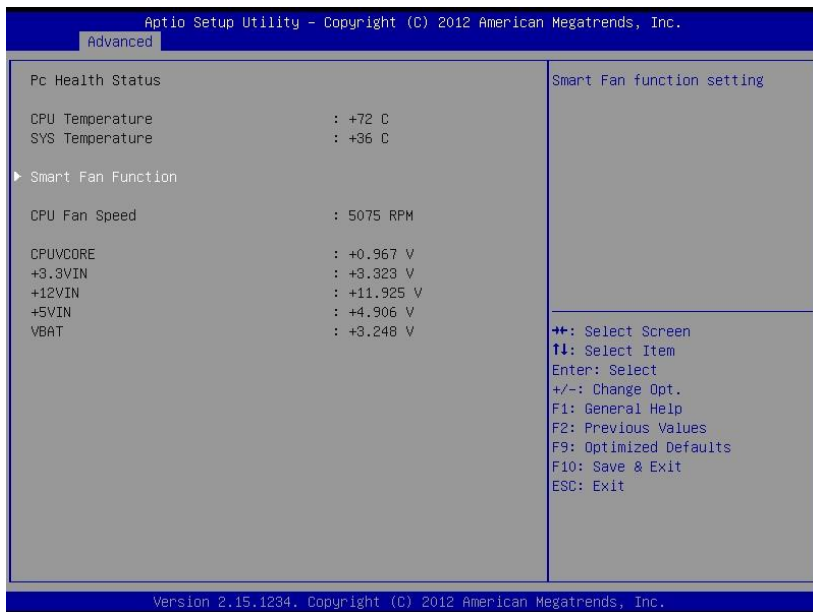 Aptio Setup Utility – Copyright (C) 2012 American Megatrends, Inc.
Advanced
Pc Health Status
CPU Temperature : +72 C
SYS Temperature : +36 C
Smart Fan Function
CPU Fan Speed : 5075 RPM
CPUVCORE : +0.967 V
+3.3VIN : +3.323 V
+12VIN : +11.925 V
+5VIN : +4.906 V
VBAT : +3.248 V
Smart Fan function setting
→←: Select Screen
↑↓: Select Item
Enter: Select
+/-: Change Opt.
F1: General Help
F2: Previous Values
F9: Optimized Defaults
F10: Save & Exit
ESC: Exit
Version 2.15.1234. Copyright (C) 2012 American Megatrends, Inc.